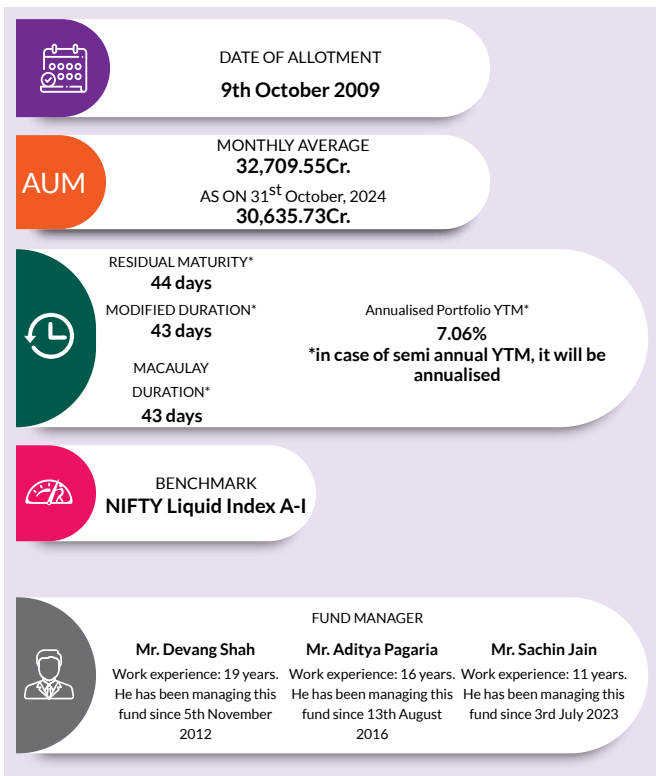 DATE OF ALLOTMENT
9th October 2009
AUM
MONTHLY AVERAGE
32,709.55Cr.
AS ON 31st October, 2024
30,635.73Cr.
RESIDUAL MATURITY*
44 days
MODIFIED DURATION*
43 days
MACAULAY
DURATION*
43 days
Annualised Portfolio YTM*
7.06%
*in case of semi annual YTM, it will be
annualised
BENCHMARK
NIFTY Liquid Index A-I
FUND MANAGER
Mr. Devang Shah
Work experience: 19 years.
He has been managing this
fund since 5th November
2012
Mr. Aditya Pagaria
Work experience: 16 years.
He has been managing this
fund since 13th August
2016
Mr. Sachin Jain
Work experience: 11 years.
He has been managing this
fund since 3rd July 2023